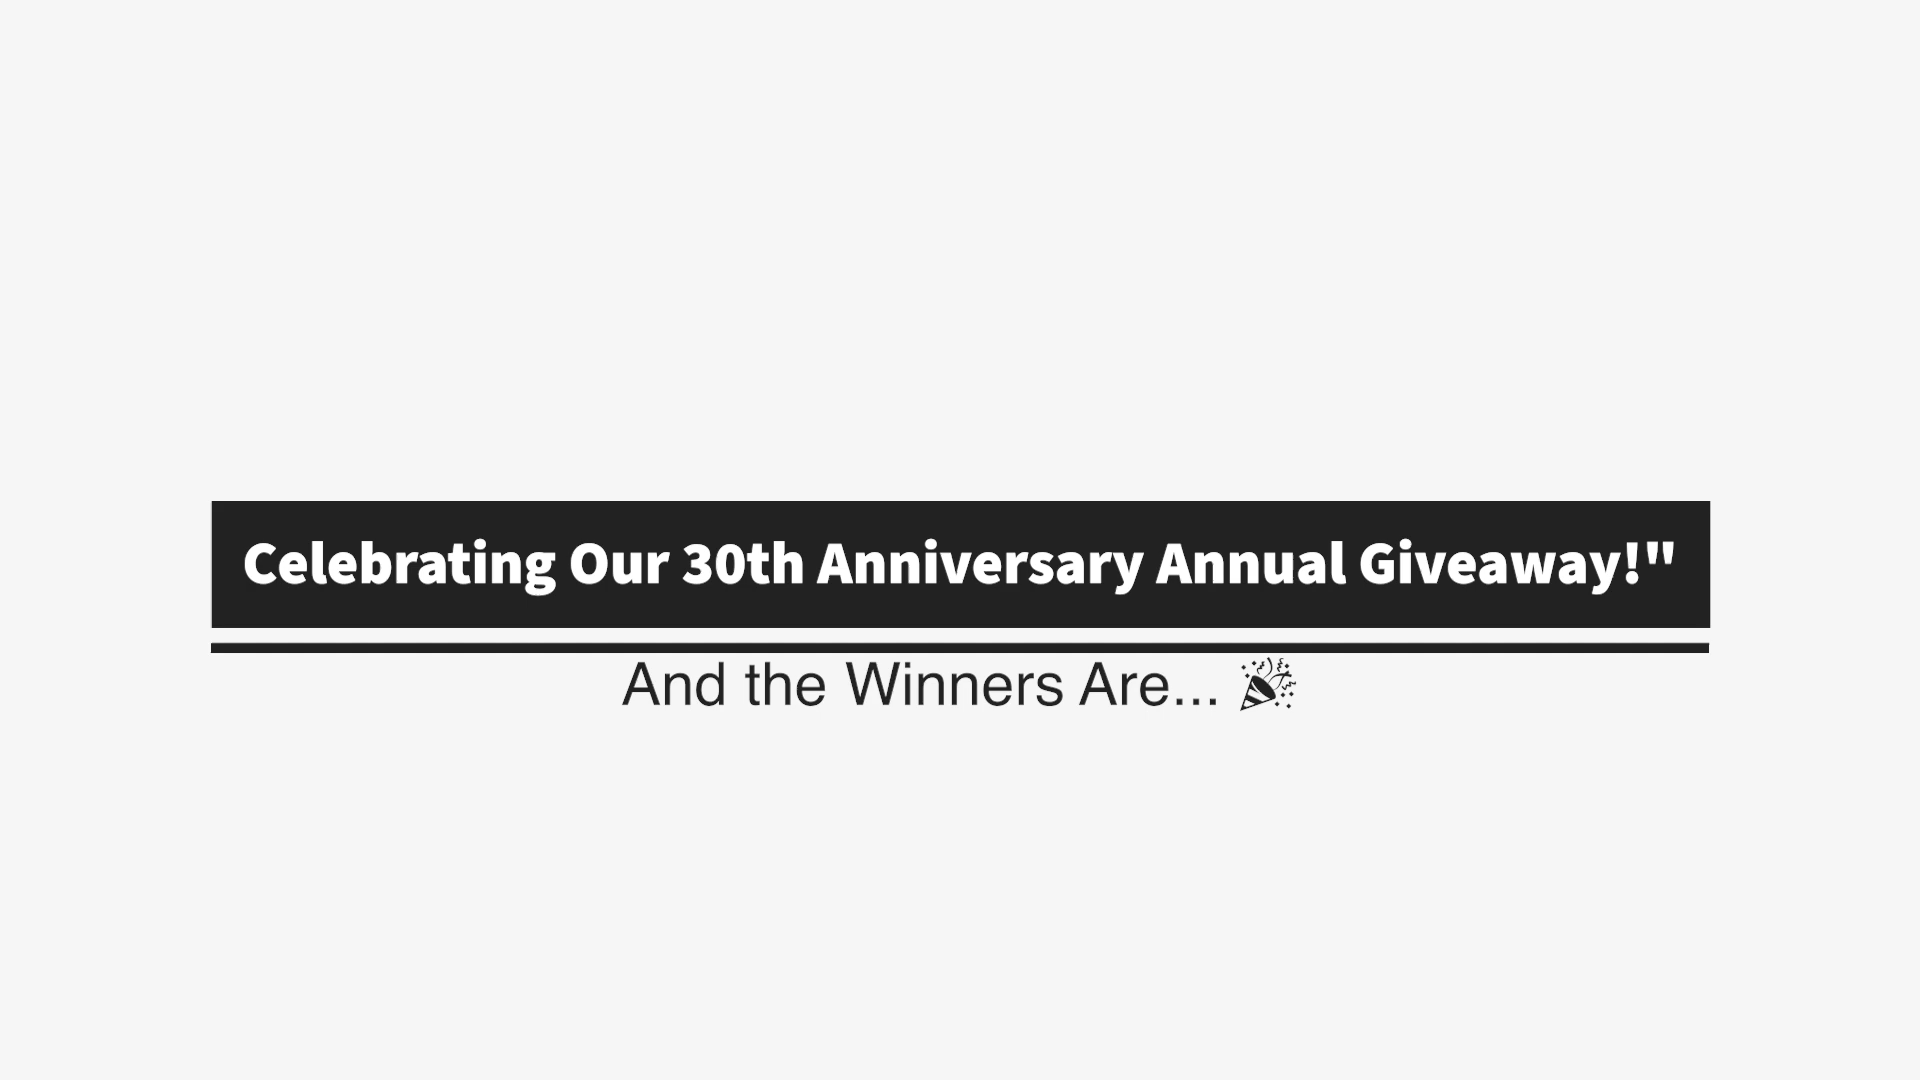 Celebrating Our 30th Anniversary Annual Giveaway!"
And the Winners Are... 🎉